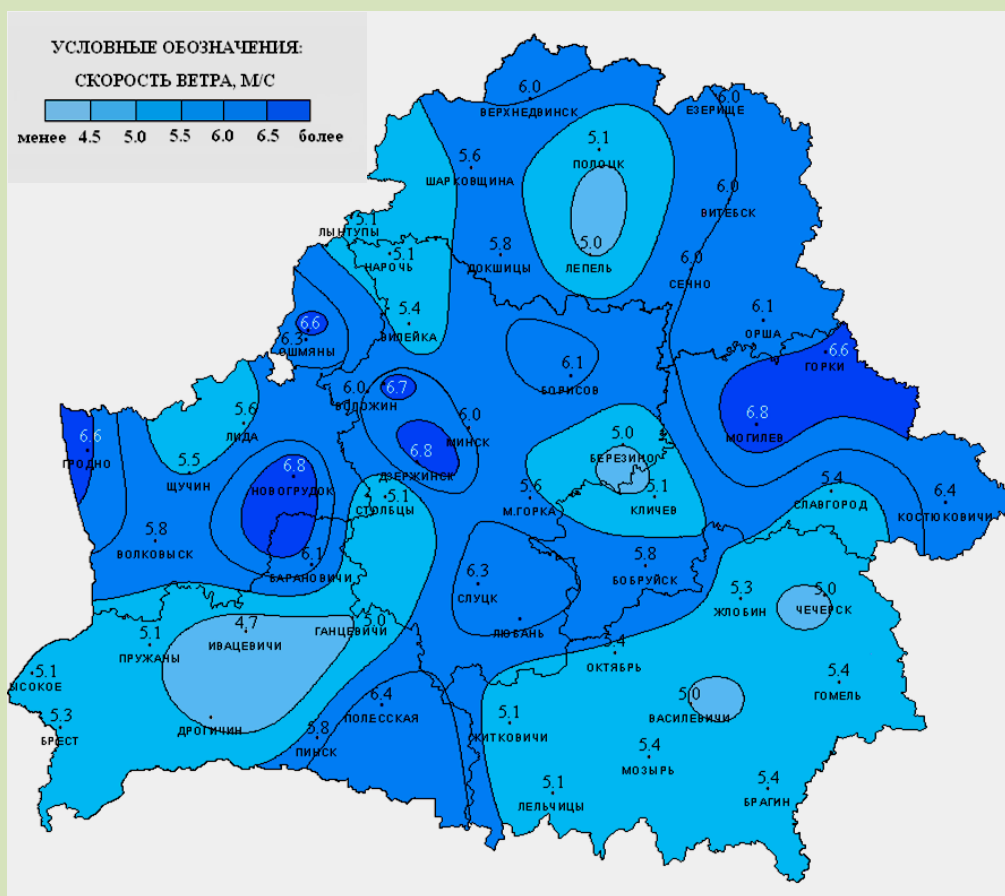 УСЛОВНЫЕ ОБОЗНАЧЕНИЯ:
СКОРОСТЬ ВЕТРА, М/С
менее 4.5 5.0 5.5 6.0 6.5 более
6.0
ВЕРХНЕДВИНСК
6.0
ЕЗЕРИЩЕ
5.1
ПОЛОЦК
5.6
ШАРКОВЩИНА
6.0
ВИТЕБСК
5.1
ЛЫНТУПЫ
5.1
НАРОЧЬ
5.8
ДОКШИЦЫ
5.0
ЛЕПЕЛЬ
6.0
СЕННО
5.4
ВИЛЕЙКА
6.6
6.3
ОШМЯНЫ
6.1
ОРША
6.6
ГОРКИ
6.1
БОРИСОВ
6.0
ВОЛОЖИН
6.7
6.0
МИНСК
5.6
ЛИДА
6.8
МОГИЛЕВ
6.6
ГРОДНО
5.5
ЩУЧИН
6.8
НОВОГРУДОК
6.8
ДЗЕРЖИНСК
5.0
БЕРЕЗИНО
5.1
СТОЛБЦЫ
5.6
М.ГОРКА
5.1
КЛИЧЕВ
5.4
СЛАВГОРОД
6.4
КОСТЮКОВИЧИ
5.8
ВОЛКОВЫСК
6.1
БАРАНОВИЧИ
5.8
БОБРУЙСК
6.3
СЛУЦК
5.3
ЖЛОБИН
5.0
ЧЕЧЕРСК
5.1
ПРУЖАНЫ
4.7
ИВАЦЕВИЧИ
5.0
ГАНЦЕВИЧИ
ЛЮБАНЬ
5.4
ОКТЯБРЬ
5.1
ЫСОКОЕ
5.4
ГОМЕЛЬ
5.3
БРЕСТ
ДРОГИЧИН
6.4
ПОЛЕССКАЯ
5.8
ПИНСК
5.1
ЖИТКОВИЧИ
5.0
ВАСИЛЕВИЧИ
5.4
МОЗЫРЬ
5.1
ЛЕЛЬЧИЦЫ
5.4
БРАГИН